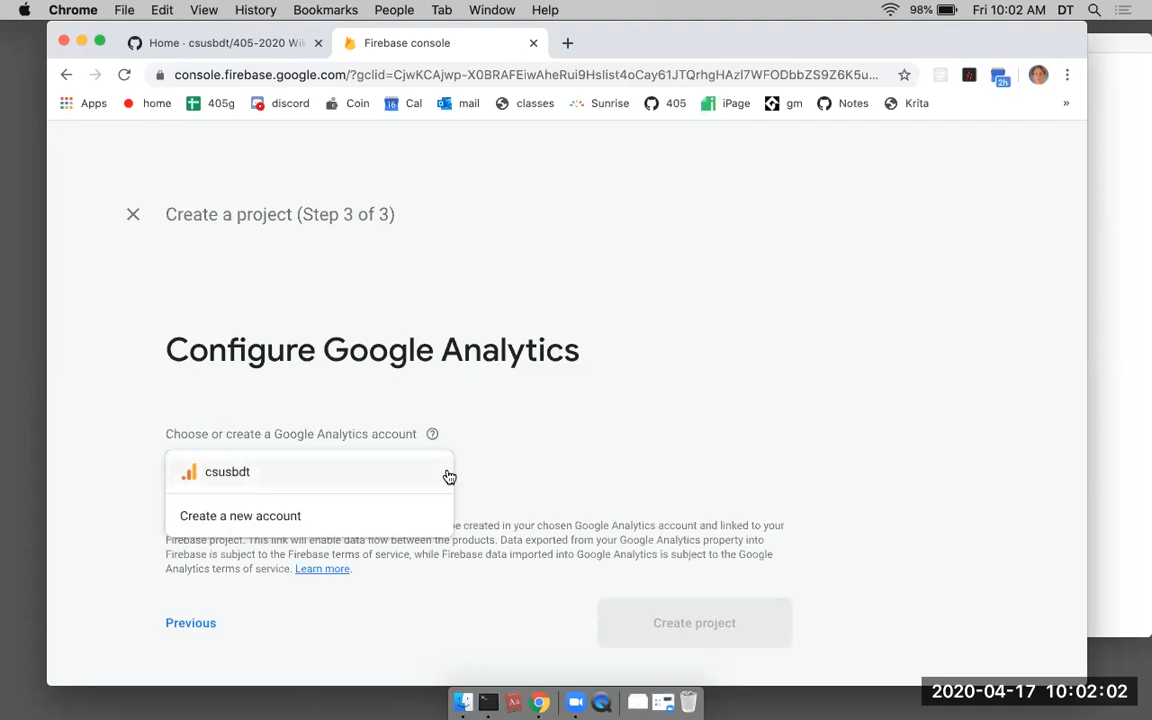 Chrome File Edit View History Bookmarks People Tab Window Help 98% Fri 10:02 AM DT
Home · csusbdt/405-2020 Wi Firebase console
console.firebase.google.com/?gclid=CjwKCAjwp-X0BRAFEiwAheRui9Hslist4oCay61JTQrhgHAzl7WFODbbZS9Z6K5u... 2h
Apps home 405g discord Coin 16 Cal mail classes Sunrise 405 iPage gm Notes Krita »
Create a project (Step 3 of 3)
Configure Google Analytics
Choose or create a Google Analytics account
csusbdt
Create a new account
be created in your chosen Google Analytics account and linked to your
Firebase project. This link will enable data flow between the products. Data exported from your Google Analytics property into
Firebase is subject to the Firebase terms of service, while Firebase data imported into Google Analytics is subject to the Google
Analytics terms of service. Learn more.
Previous Create project
2020-04-17 10:02:02